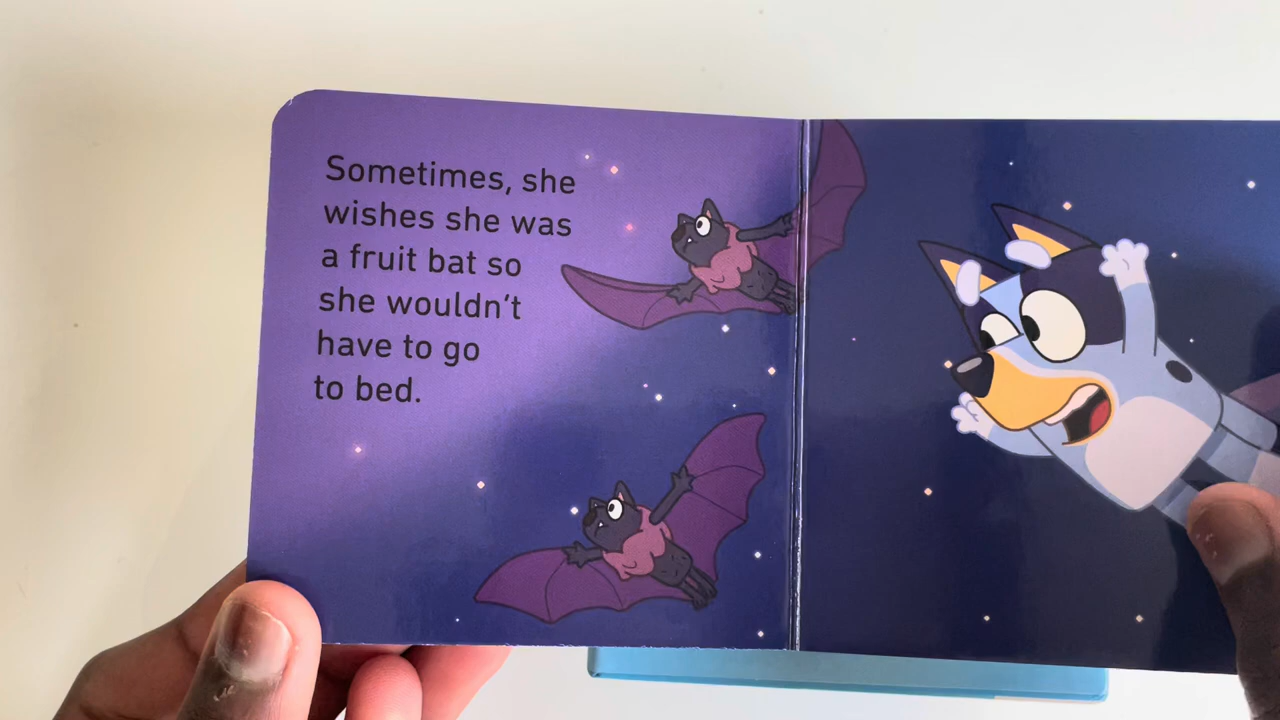 Sometimes, she
wishes she was
a fruit bat so
she wouldn't
have to go
to bed.